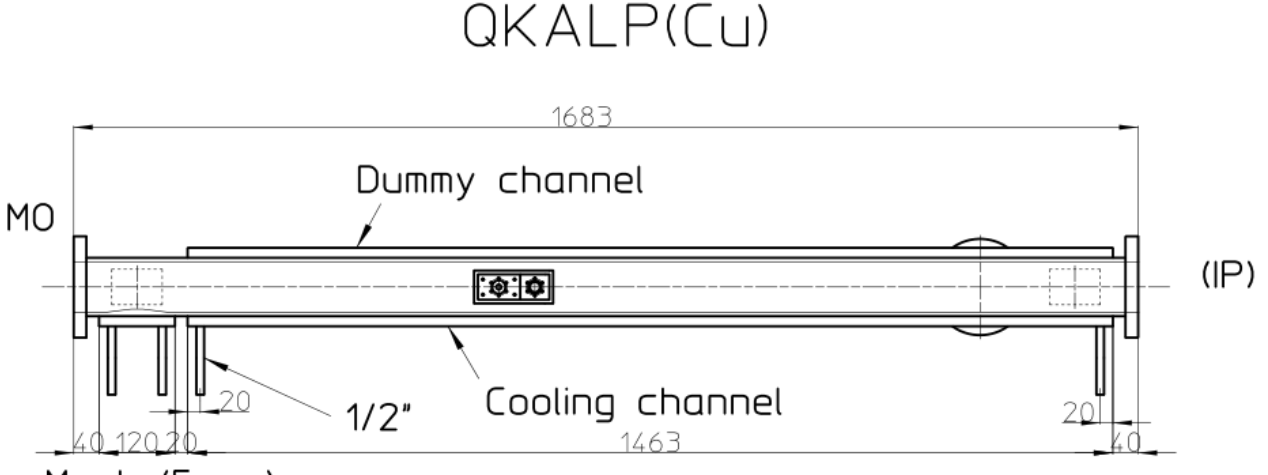 QKALP(Cu)
1683
Dummy channel
MO
(IP)
20
1/2"
Cooling channel
20
40 120 20 1463 40